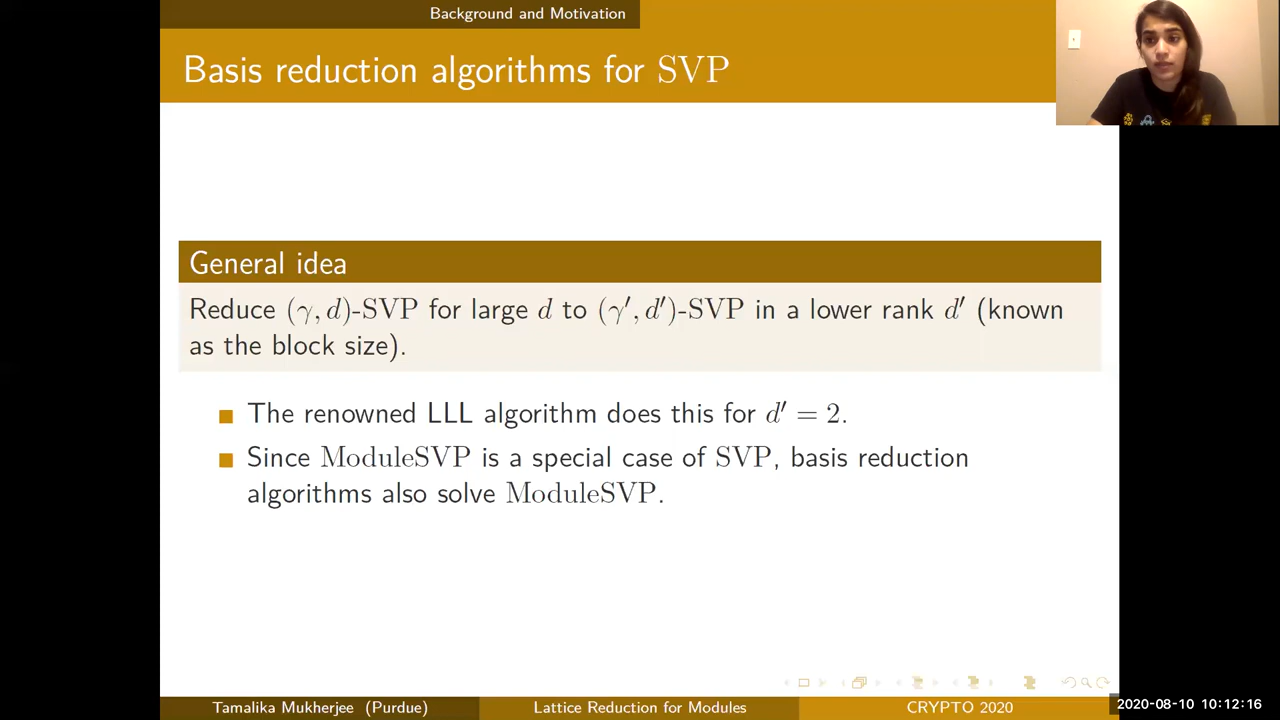 Background and Motivation
Basis reduction algorithms for SVP
General idea
Reduce (γ, d)-SVP for large d to (γ′, d′)-SVP in a lower rank d′ (known
as the block size).
The renowned LLL algorithm does this for d′ = 2.
Since ModuleSVP is a special case of SVP, basis reduction
algorithms also solve ModuleSVP.
Tamalika Mukherjee (Purdue) Lattice Reduction for Modules CRYPTO 2020
2020-08-10 10:12:16